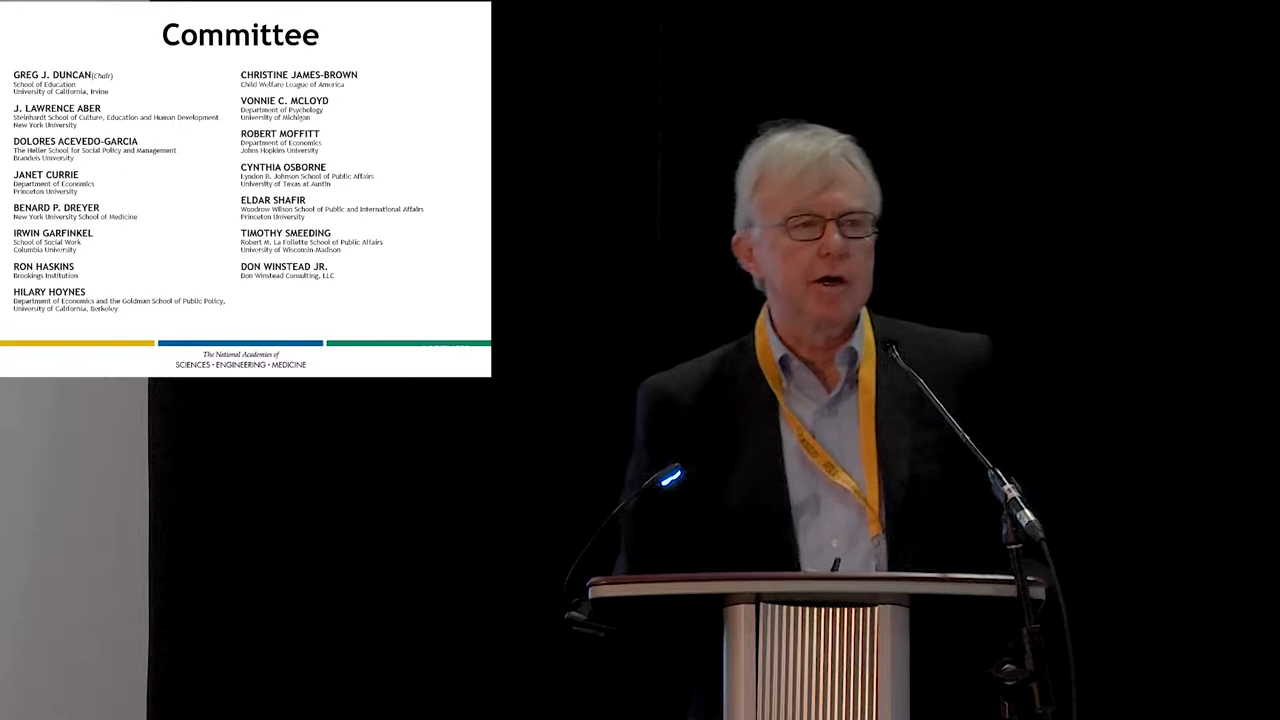 Committee
GREG J. DUNCAN(Chair)
School of Education
University of California, Irvine
J. LAWRENCE ABER
Steinhardt School of Culture, Education and Human Development
New York University
DOLORES ACEVEDO-GARCIA
The Heller School for Social Policy and Management
Brandeis University
JANET CURRIE
Department of Economics
Princeton University
BENARD P. DREYER
New York University School of Medicine
IRWIN GARFINKEL
School of Social Work
Columbia University
RON HASKINS
Brookings Institution
HILARY HOYNES
Department of Economics and the Goldman School of Public Policy,
University of California, Berkeley
CHRISTINE JAMES-BROWN
Child Welfare League of America
VONNIE C. MCLOYD
Department of Psychology
University of Michigan
ROBERT MOFFITT
Department of Economics
Johns Hopkins University
CYNTHIA OSBORNE
Lyndon B. Johnson School of Public Affairs
University of Texas at Austin
ELDAR SHAFIR
Woodrow Wilson School of Public and International Affairs
Princeton University
TIMOTHY SMEEDING
Robert M. La Follette School of Public Affairs
University of Wisconsin-Madison
DON WINSTEAD JR.
Don Winstead Consulting, LLC
The National Academies of
SCIENCES • ENGINEERING • MEDICINE